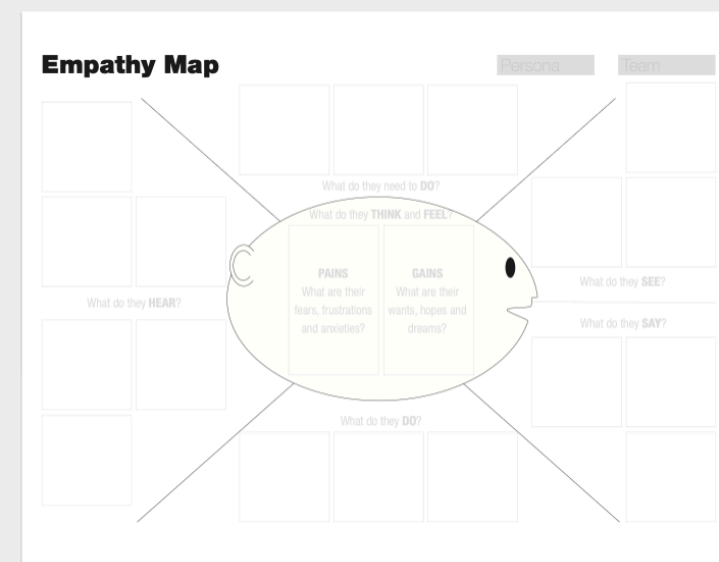 Empathy Map
Persona
Team
What do they need to DO?
What do they THINK and FEEL?
PAINS
What are their
fears, frustrations
and anxieties?
GAINS
What are their
wants, hopes and
dreams?
What do they HEAR?
What do they SEE?
What do they SAY?
What do they DO?